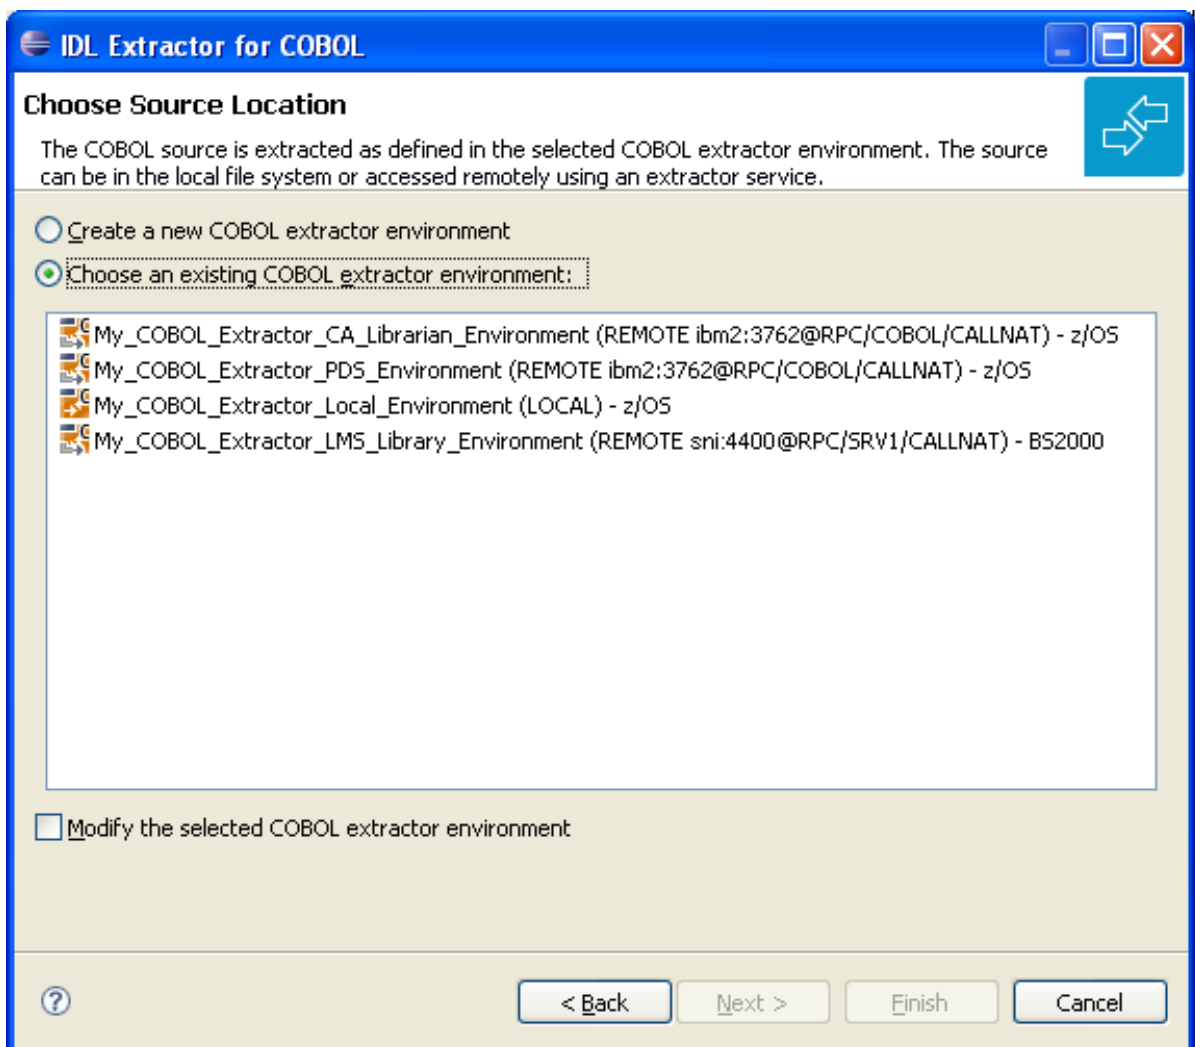 IDL Extractor for COBOL
Choose Source Location
The COBOL source is extracted as defined in the selected COBOL extractor environment. The source
can be in the local file system or accessed remotely using an extractor service.
Create a new COBOL extractor environment
Choose an existing COBOL extractor environment:
My_COBOL_Extractor_CA_Librarian_Environment (REMOTE ibm2:3762@RPC/COBOL/CALLNAT) - z/OS
My_COBOL_Extractor_PDS_Environment (REMOTE ibm2:3762@RPC/COBOL/CALLNAT) - z/OS
My_COBOL_Extractor_Local_Environment (LOCAL) - z/OS
My_COBOL_Extractor_LMS_Library_Environment (REMOTE sni:4400@RPC/SRV1/CALLNAT) - BS2000
Modify the selected COBOL extractor environment
? < Back Next > Finish Cancel